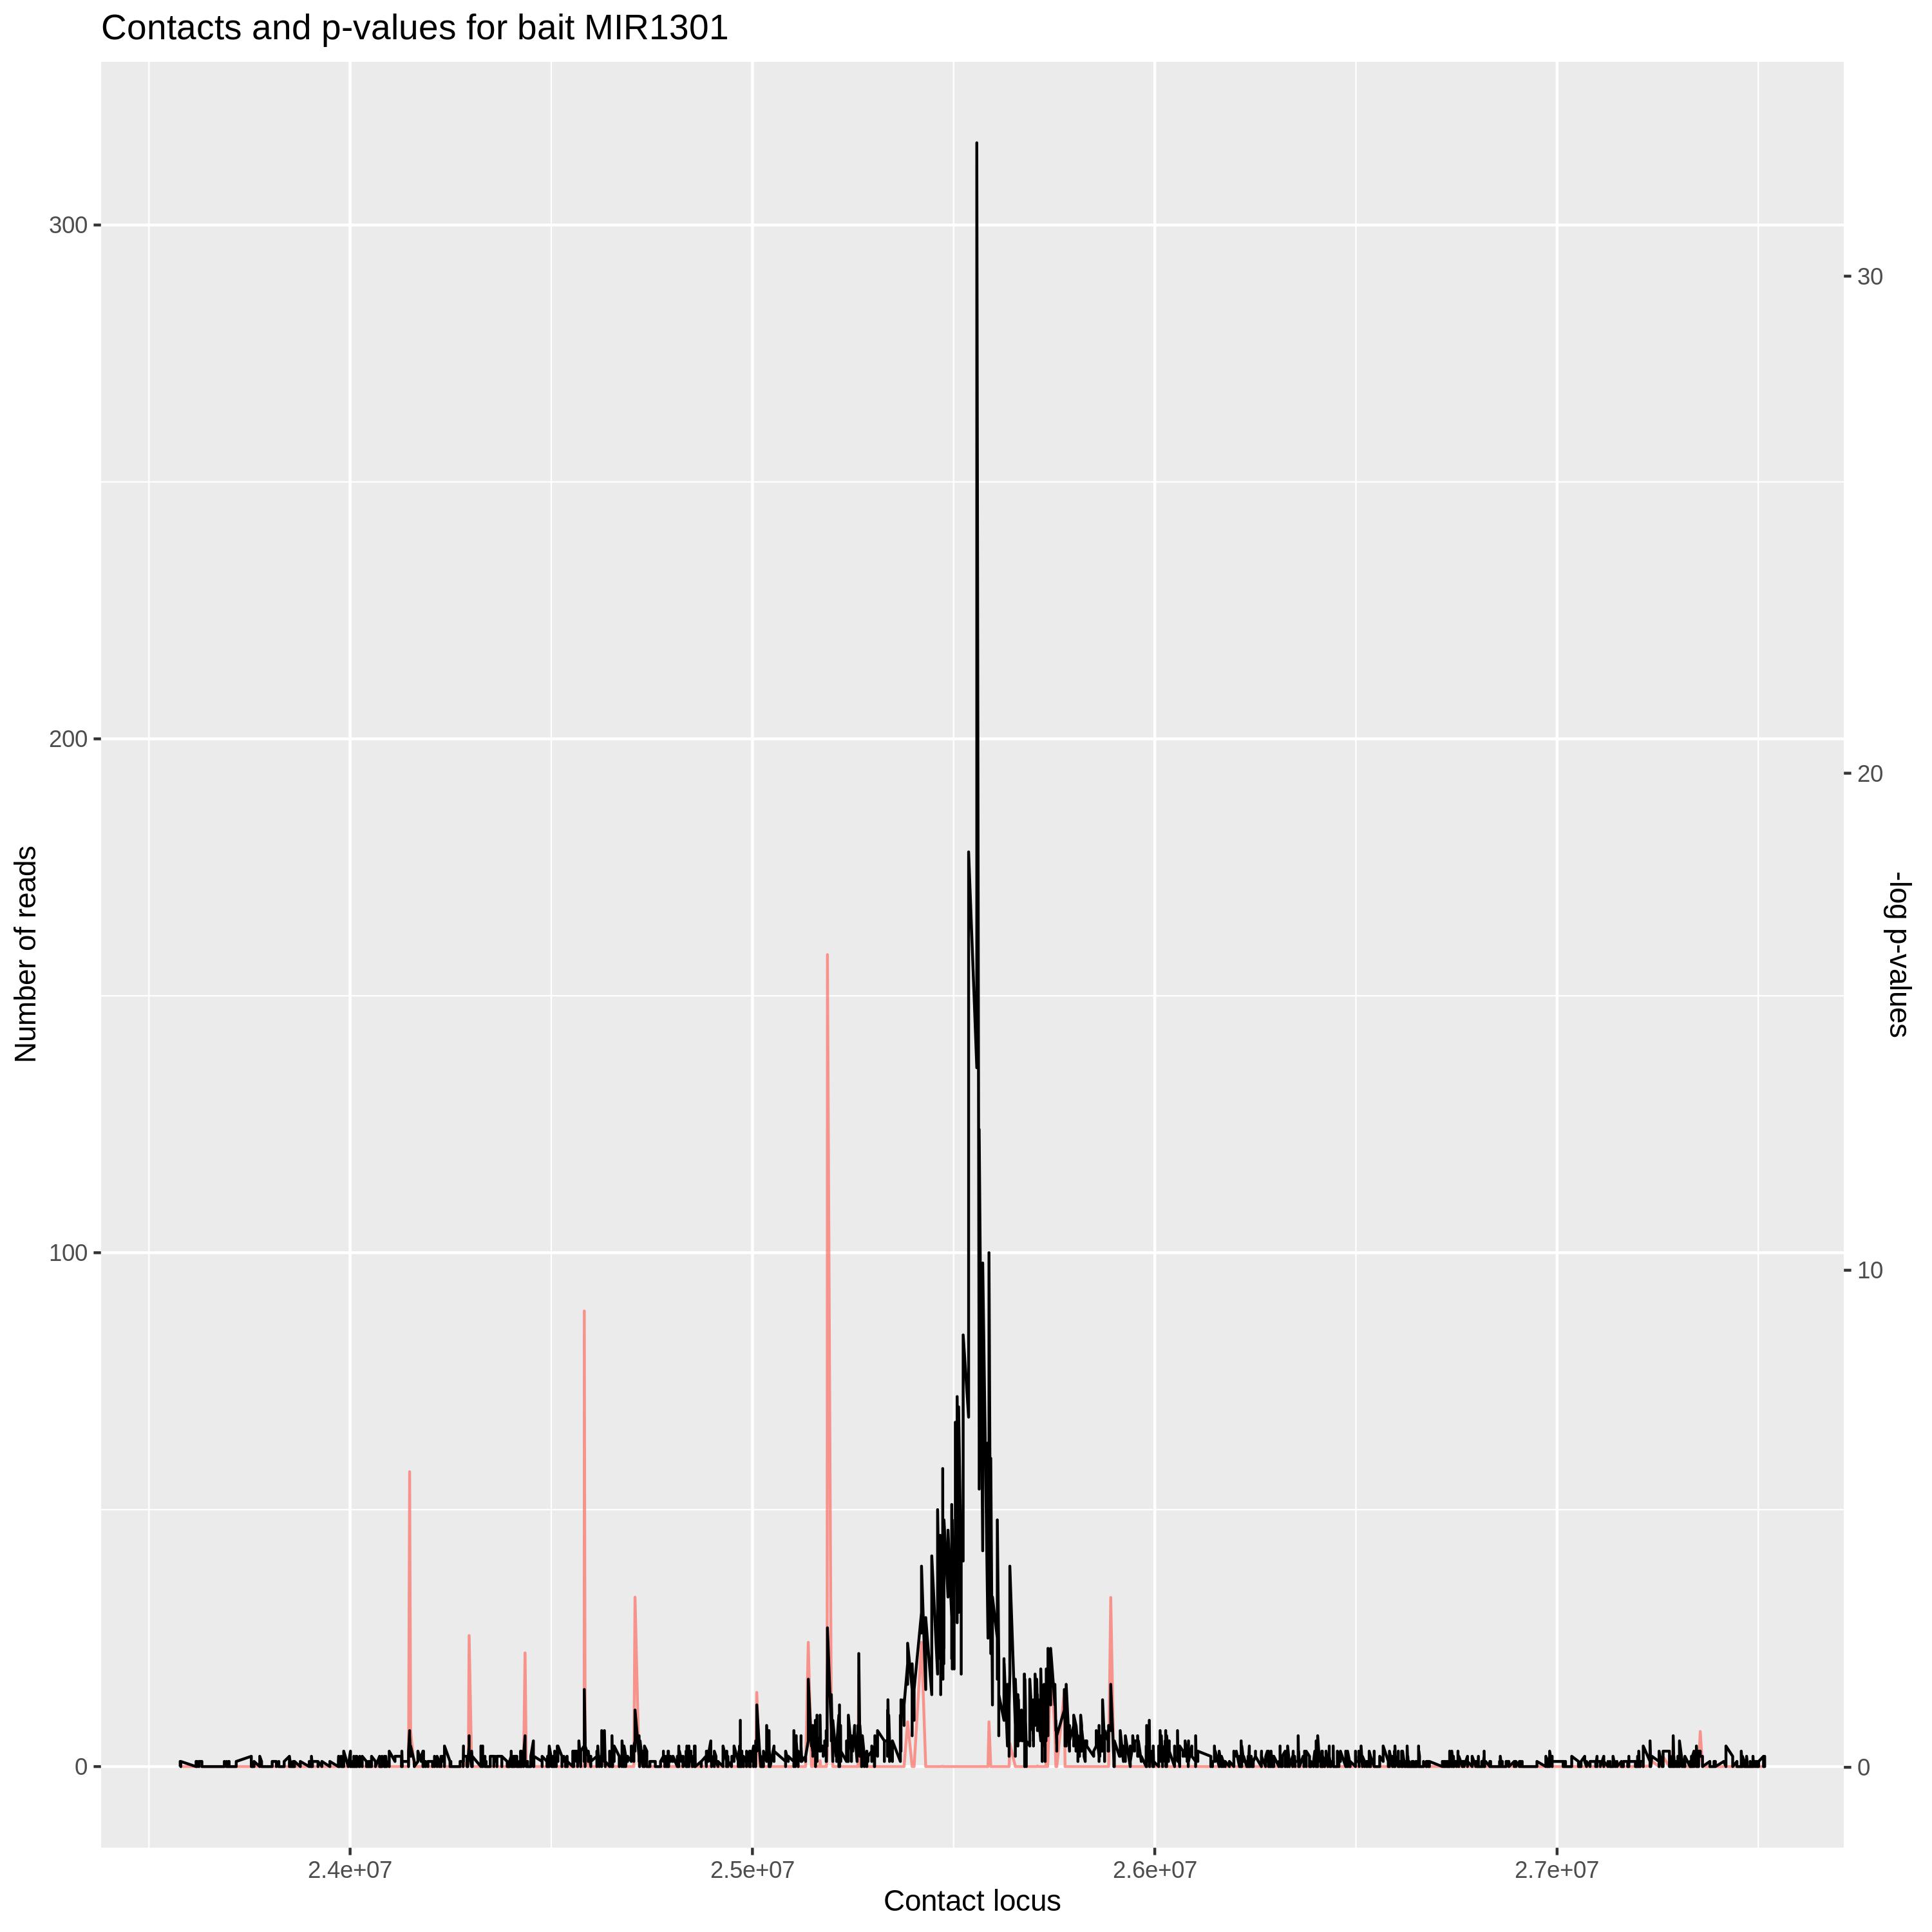 Contacts and p-values for bait MIR1301
300
200
100
0
Number of reads
30
20
10
0
-log p-values
2.4e+07 2.5e+07 2.6e+07 2.7e+07
Contact locus